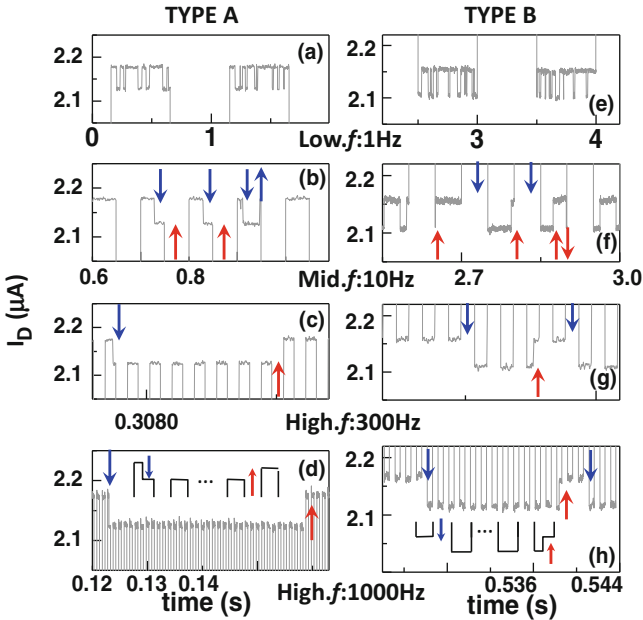 TYPE A
TYPE B
2.2
2.1
(a)
0
1
Low.f:1Hz
2.2
2.1
(e)
3
4
2.2
2.1
(b)
0.6
0.8
Mid.f:10Hz
2.2
2.1
(f)
2.7
3.0
I_D (µA)
2.2
2.1
(c)
0.3080
High.f:300Hz
2.2
2.1
(g)
2.2
2.1
(d)
...
0.12
0.13
0.14
time (s)
High.f:1000Hz
2.2
2.1
...
(h)
0.536
0.544
time (s)